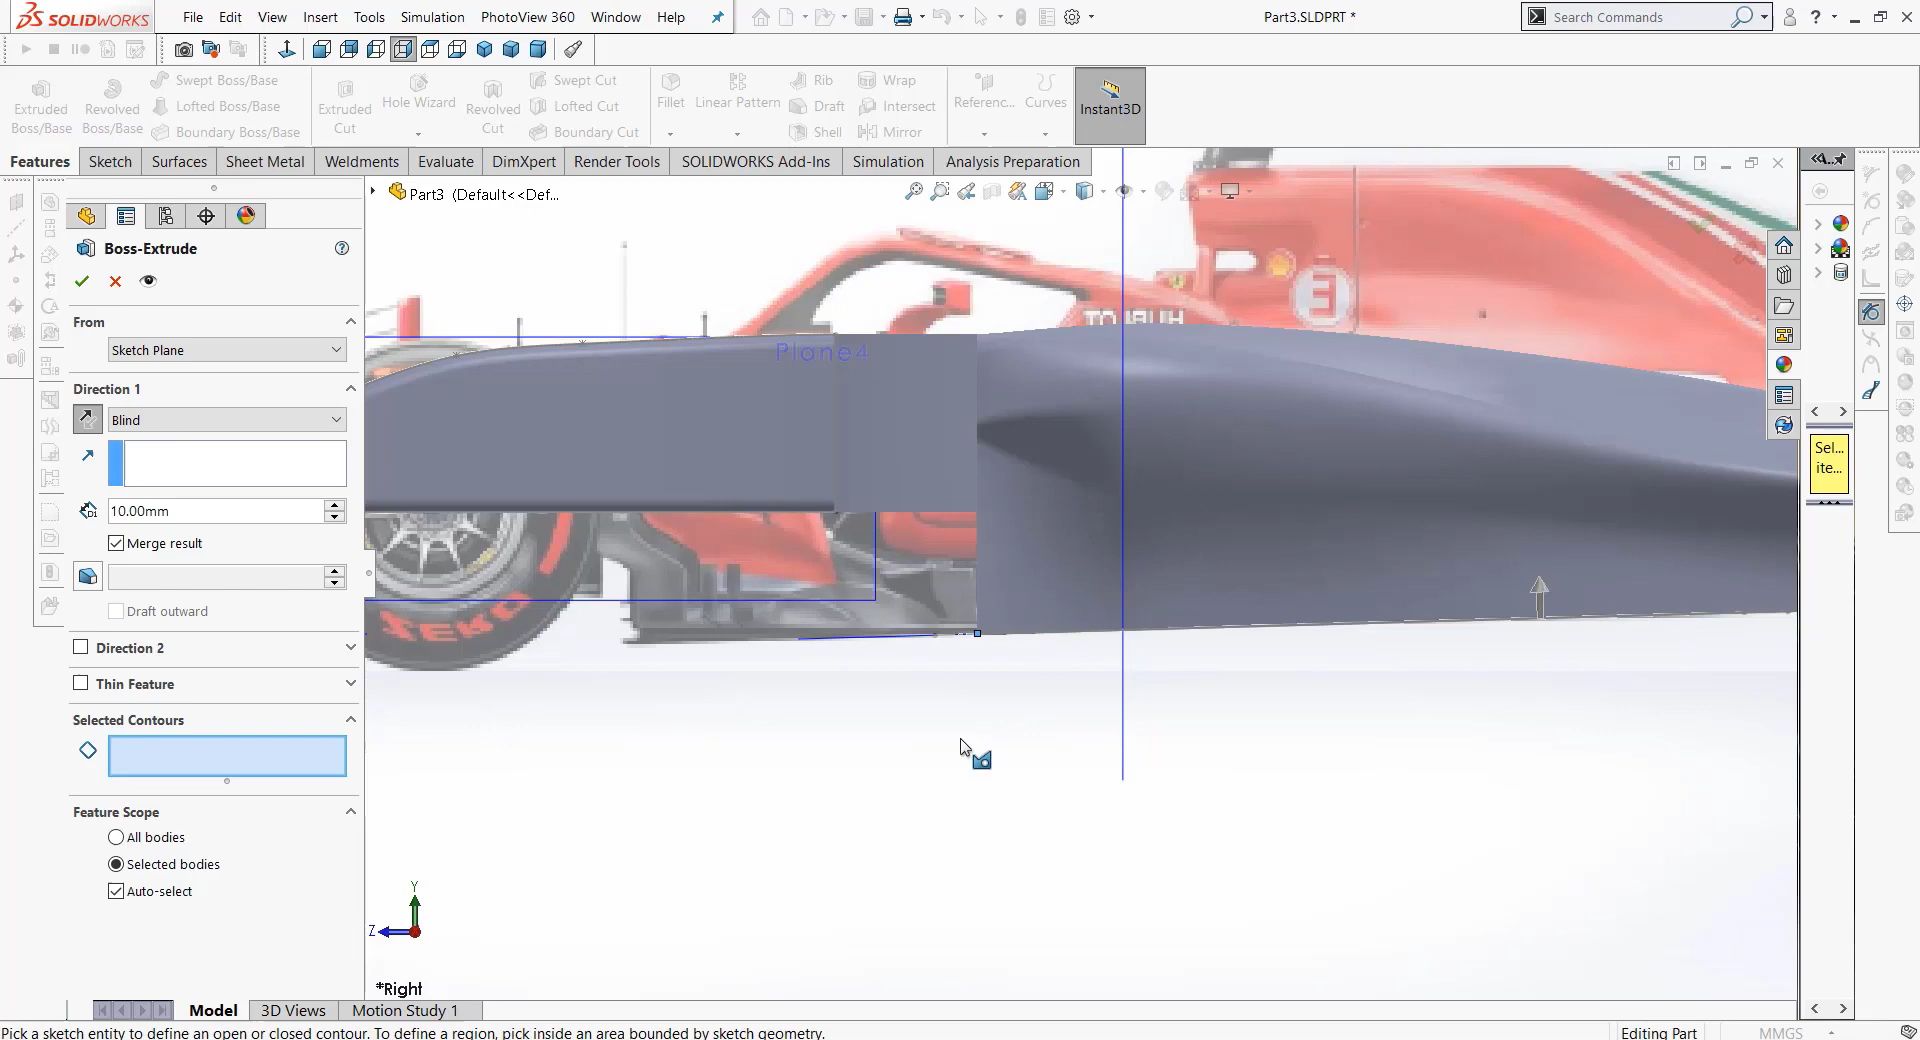 SOLIDWORKS
File Edit View Insert Tools Simulation PhotoView 360 Window Help
Part3.SLDPRT *
Search Commands
Extruded Boss/Base
Revolved Boss/Base
Swept Boss/Base
Lofted Boss/Base
Boundary Boss/Base
Extruded Cut
Hole Wizard
Revolved Cut
Swept Cut
Lofted Cut
Boundary Cut
Fillet
Linear Pattern
Rib
Draft
Shell
Wrap
Intersect
Mirror
Referenc...
Curves
Instant3D
Features Sketch Surfaces Sheet Metal Weldments Evaluate DimXpert Render Tools SOLIDWORKS Add-Ins Simulation Analysis Preparation
Part3 (Default<<Def...
Boss-Extrude
From
Sketch Plane
Direction 1
Blind
D1
10.00mm
Merge result
Draft outward
Direction 2
Thin Feature
Selected Contours
Feature Scope
All bodies
Selected bodies
Auto-select
Plane4
Sel...
ite...
Y
Z
*Right
Model 3D Views Motion Study 1
Pick a sketch entity to define an open or closed contour. To define a region, pick inside an area bounded by sketch geometry.
Editing Part
MMGS